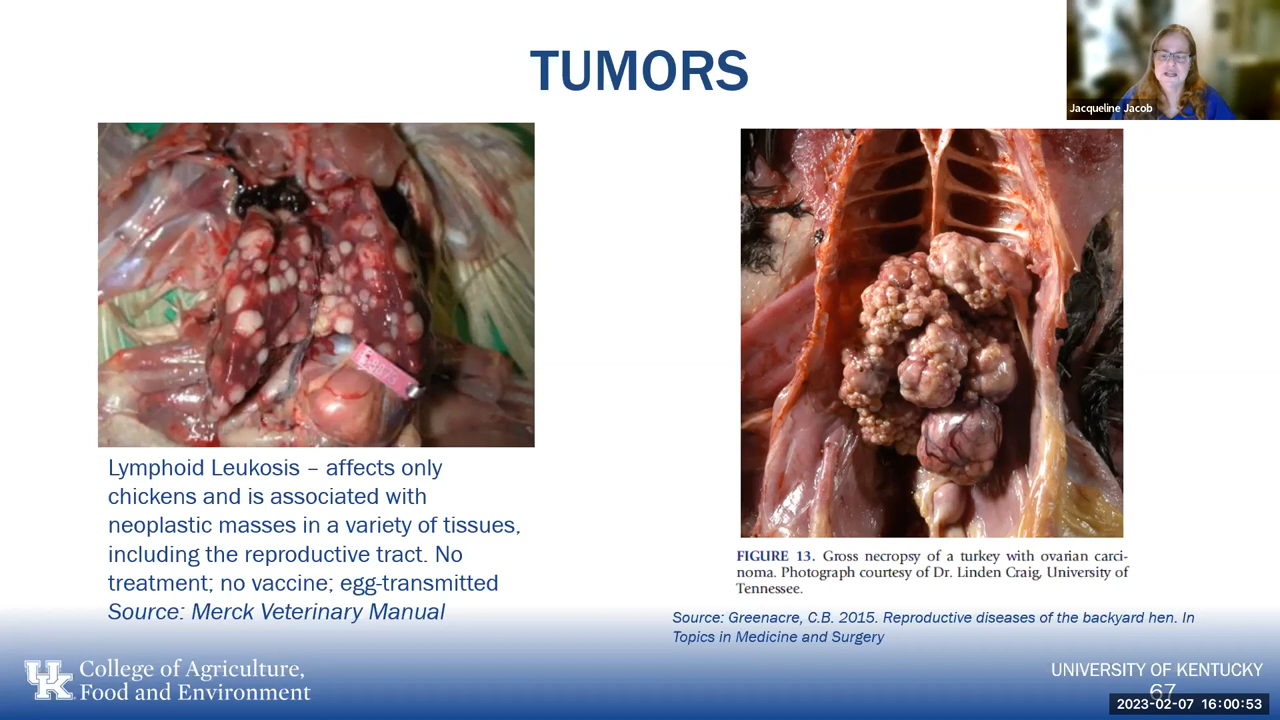 TUMORS
Jacqueline Jacob
Lymphoid Leukosis – affects only
chickens and is associated with
neoplastic masses in a variety of tissues,
including the reproductive tract. No
treatment; no vaccine; egg-transmitted
Source: Merck Veterinary Manual
FIGURE 13. Gross necropsy of a turkey with ovarian carci-
noma. Photograph courtesy of Dr. Linden Craig, University of
Tennessee.
Source: Greenacre, C.B. 2015. Reproductive diseases of the backyard hen. In
Topics in Medicine and Surgery
UK
College of Agriculture,
Food and Environment
UNIVERSITY OF KENTUCKY
67
2023-02-07 16:00:53